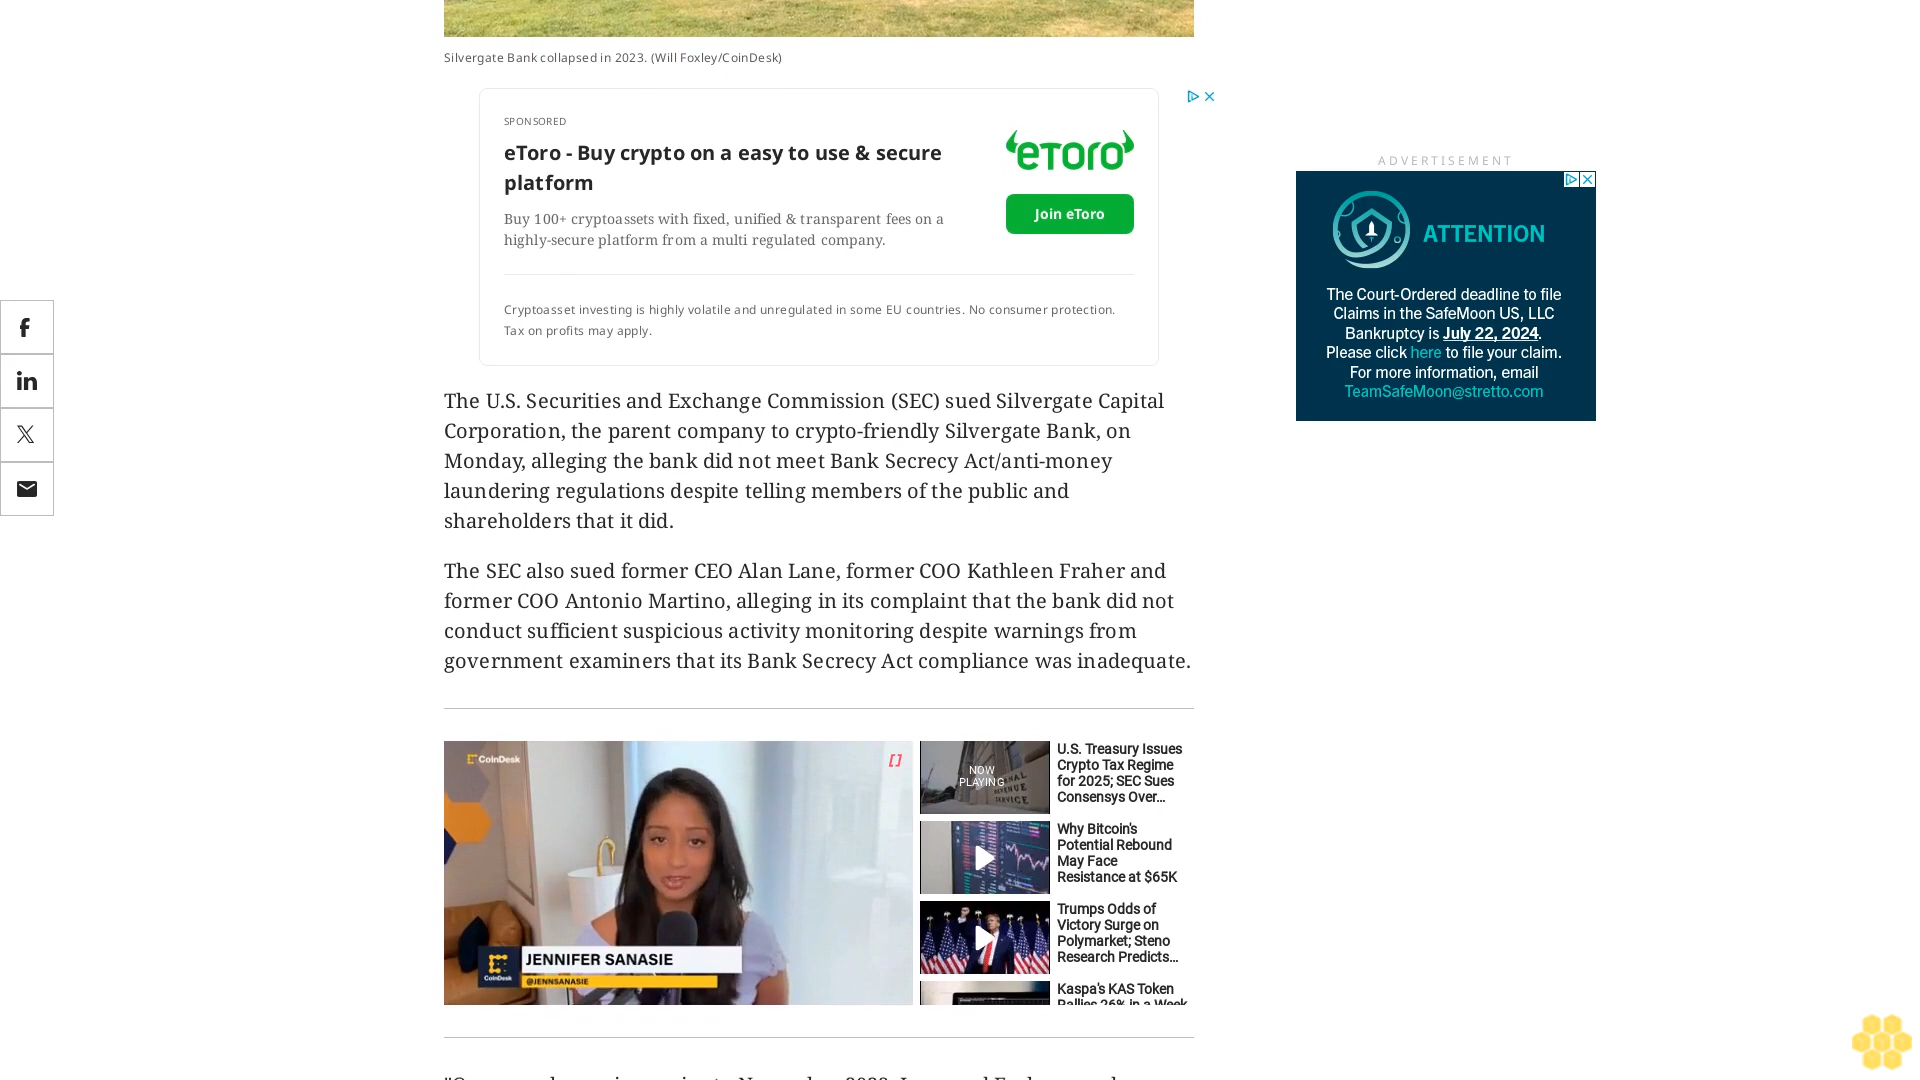 Silvergate Bank collapsed in 2023. (Will Foxley/CoinDesk)
SPONSORED
eToro - Buy crypto on a easy to use & secure
platform
Buy 100+ cryptoassets with fixed, unified & transparent fees on a
highly-secure platform from a multi regulated company.
eToro
Join eToro
Cryptoasset investing is highly volatile and unregulated in some EU countries. No consumer protection.
Tax on profits may apply.
ADVERTISEMENT
ATTENTION
The Court-Ordered deadline to file
Claims in the SafeMoon US, LLC
Bankruptcy is July 22, 2024.
Please click here to file your claim.
For more information, email
TeamSafeMoon@stretto.com
The U.S. Securities and Exchange Commission (SEC) sued Silvergate Capital
Corporation, the parent company to crypto-friendly Silvergate Bank, on
Monday, alleging the bank did not meet Bank Secrecy Act/anti-money
laundering regulations despite telling members of the public and
shareholders that it did.
The SEC also sued former CEO Alan Lane, former COO Kathleen Fraher and
former COO Antonio Martino, alleging in its complaint that the bank did not
conduct sufficient suspicious activity monitoring despite warnings from
government examiners that its Bank Secrecy Act compliance was inadequate.
CoinDesk
JENNIFER SANASIE
CoinDesk
@JENNSANASIE
NOW
PLAYING
U.S. Treasury Issues
Crypto Tax Regime
for 2025; SEC Sues
Consensys Over...
Why Bitcoin's
Potential Rebound
May Face
Resistance at $65K
Trumps Odds of
Victory Surge on
Polymarket; Steno
Research Predicts...
Kaspa's KAS Token
Rallies 26% in a Week